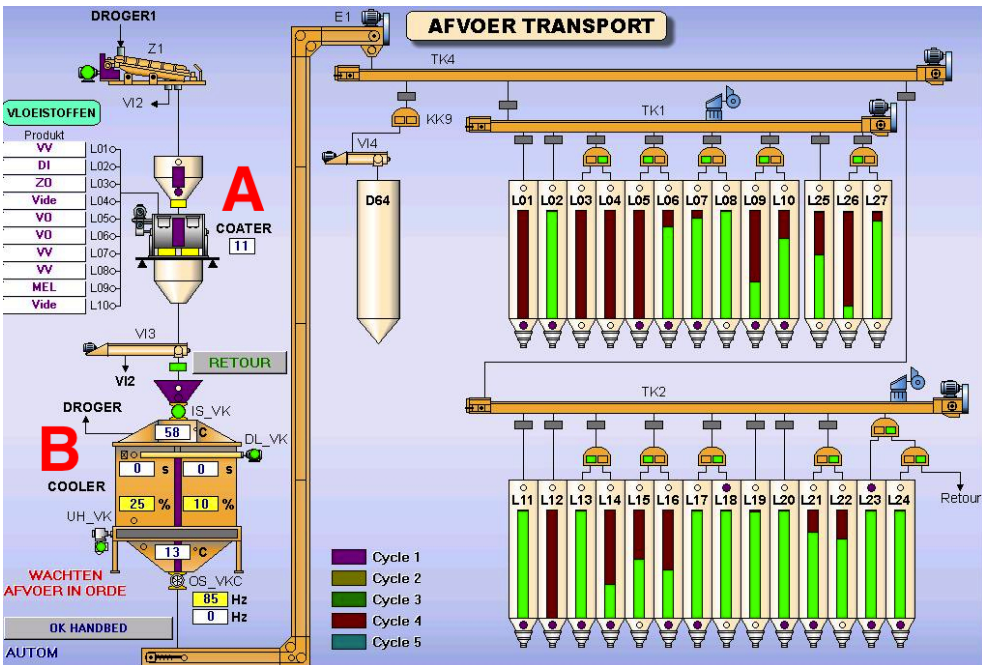 DROGER1
E1
AFVOER TRANSPORT
Z1
TK4
VI2
VLOEISTOFFEN
KK9
TK1
Produkt
VV L01
DI L02
ZO L03
Vide L04
VO L05
VO L06
VV L07
VV L08
MEL L09
Vide L10
A
COATER
11
VI4
D64
L01 L02 L03 L04 L05 L06 L07 L08 L09 L10 L25 L26 L27
VI3
RETOUR
VI2
DROGER
IS_VK
TK2
58 °C
B
DL_VK
0 s 0 s
COOLER
25 % 10 %
UH_VK
Retour
L11 L12 L13 L14 L15 L16 L17 L18 L19 L20 L21 L22 L23 L24
13 °C
WACHTEN
AFVOER IN ORDE
OS_VKC
85 Hz
0 Hz
OK HANDBED
AUTOM
Cycle 1
Cycle 2
Cycle 3
Cycle 4
Cycle 5